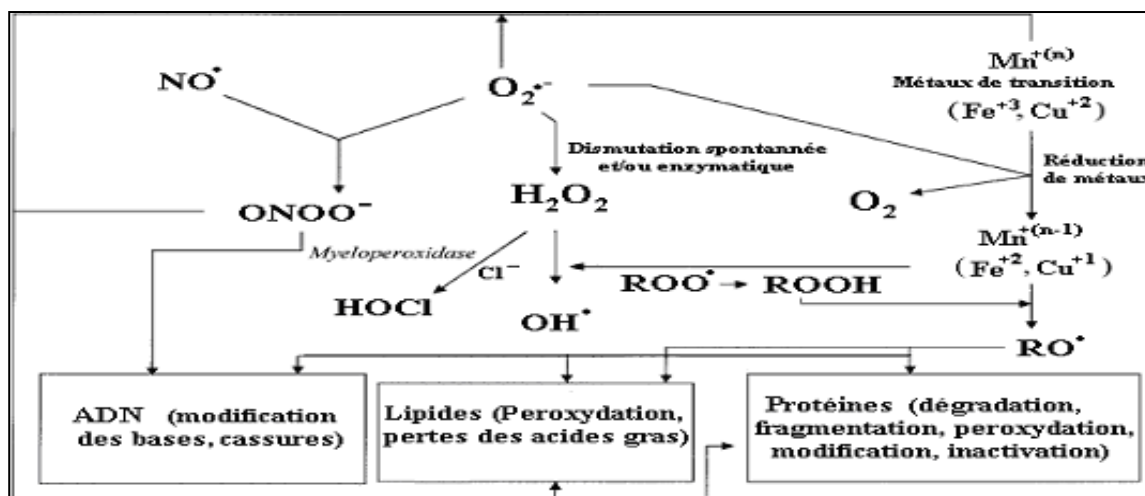 NO•
O₂•⁻
Mn⁺⁽ⁿ⁾
Métaux de transition
(Fe⁺³, Cu⁺²)
Dismutation spontannée
et/ou enzymatique
Réduction
de métaux
ONOO⁻
H₂O₂
O₂
Mn⁺⁽ⁿ⁻¹⁾
(Fe⁺², Cu⁺¹)
Myeloperoxidase
Cl⁻
ROO• ROOH
HOCl
OH•
RO•
ADN (modification
des bases, cassures)
Lipides (Peroxydation,
pertes des acides gras)
Protéines (dégradation,
fragmentation, peroxydation,
modification, inactivation)